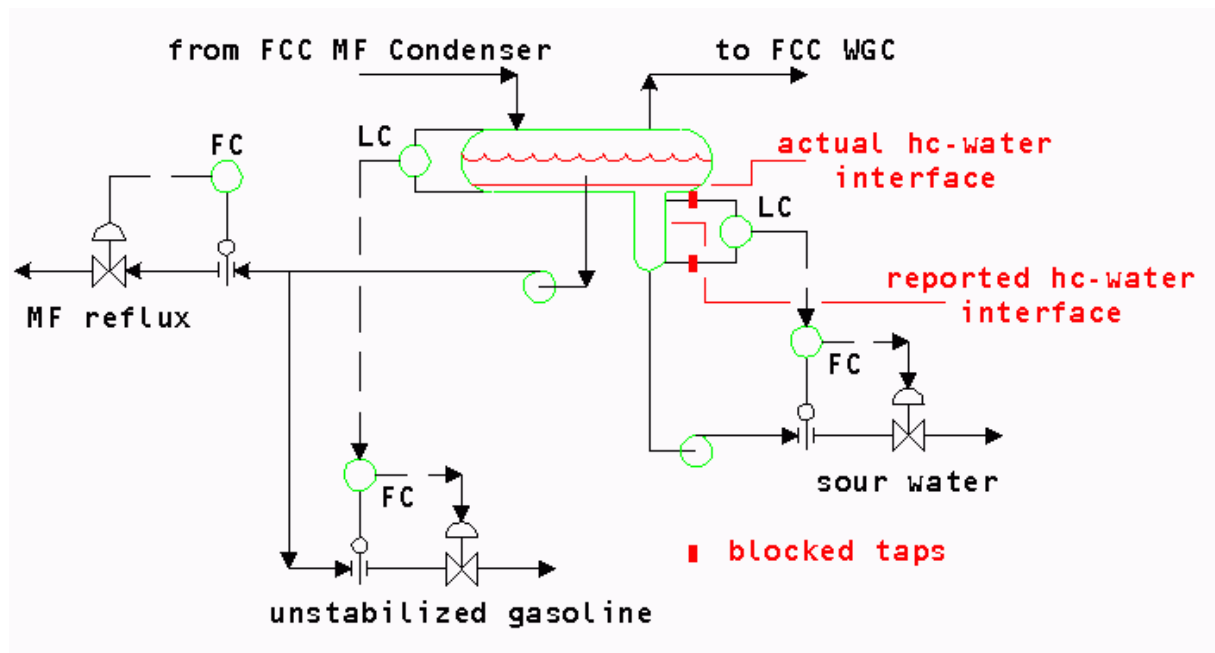 from FCC MF Condenser
to FCC WGC
FC
LC
actual hc-water
interface
LC
reported hc-water
interface
MF reflux
FC
FC
sour water
blocked taps
unstabilized gasoline